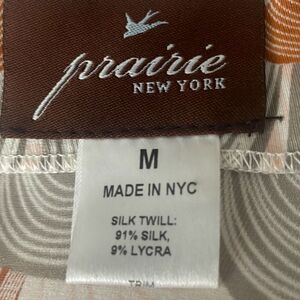 prairie
NEW YORK
M
MADE IN NYC
SILK TWILL:
91% SILK,
9% LYCRA